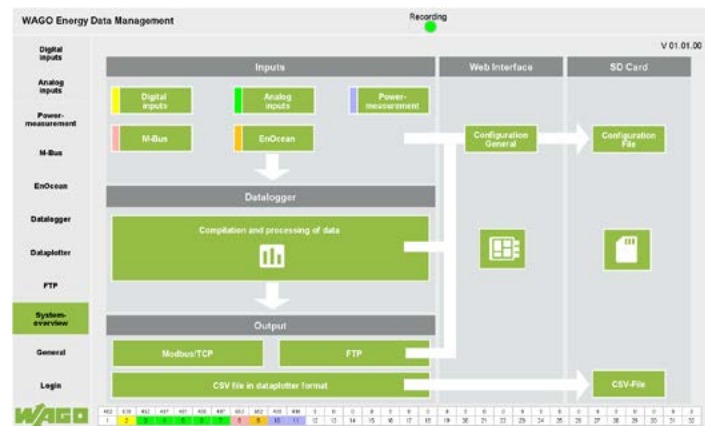 WAGO Energy Data Management
Recording
V 01.01.00
Digital
inputs
Analog
inputs
Power-
measurement
M-Bus
EnOcean
Datalogger
Dataplotter
FTP
System-
overview
General
Login
Inputs
Web Interface
SD Card
Digital
inputs
Analog
inputs
Power-
measurement
M-Bus
EnOcean
Configuration
General
Configuration
File
Datalogger
Compilation and processing of data
Output
Modbus/TCP
FTP
CSV file in dataplotter format
CSV-File
WAGO
1 2 3 4 5 6 7 8 9 10 11 12 13 14 15 16 17 18 19 20 21 22 23 24 25 26 27 28 29 30 31 32